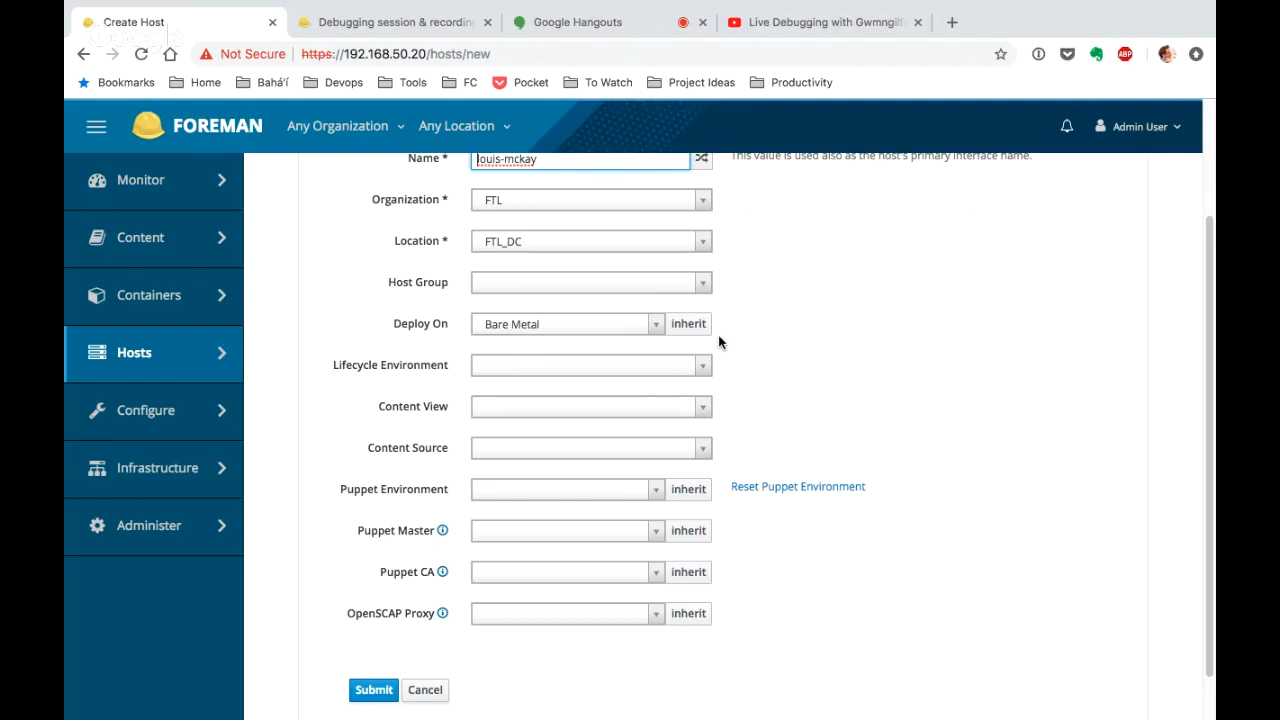 Create Host
Debugging session & recording
Google Hangouts
Live Debugging with Gwmngilf
Not Secure https://192.168.50.20/hosts/new
Bookmarks Home Bahá'í Devops Tools FC Pocket To Watch Project Ideas Productivity
FOREMAN Any Organization Any Location Admin User
Monitor
Content
Containers
Hosts
Configure
Infrastructure
Administer
Name * louis-mckay This value is used also as the host's primary interface name.
Organization * FTL
Location * FTL_DC
Host Group
Deploy On Bare Metal inherit
Lifecycle Environment
Content View
Content Source
Puppet Environment inherit Reset Puppet Environment
Puppet Master inherit
Puppet CA inherit
OpenSCAP Proxy inherit
Submit Cancel